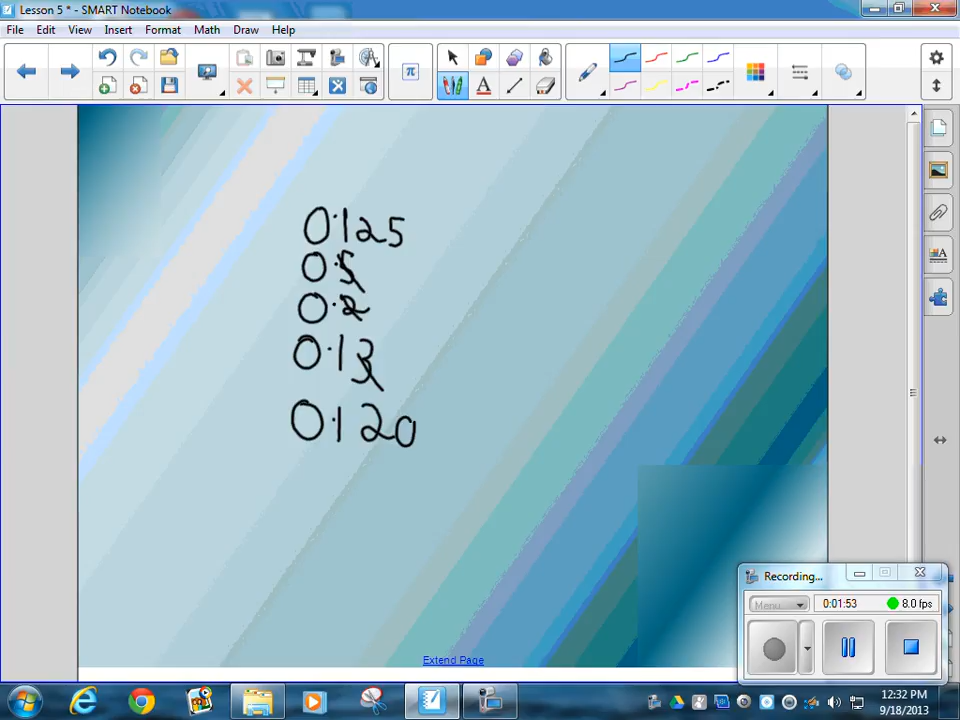 Lesson 5 * - SMART Notebook
File Edit View Insert Format Math Draw Help
π
A
0.125
0.5
0.2
0.13
0.120
Extend Page
Recording...
Menu
0:01:53
8.0 fps
12:32 PM
9/18/2013